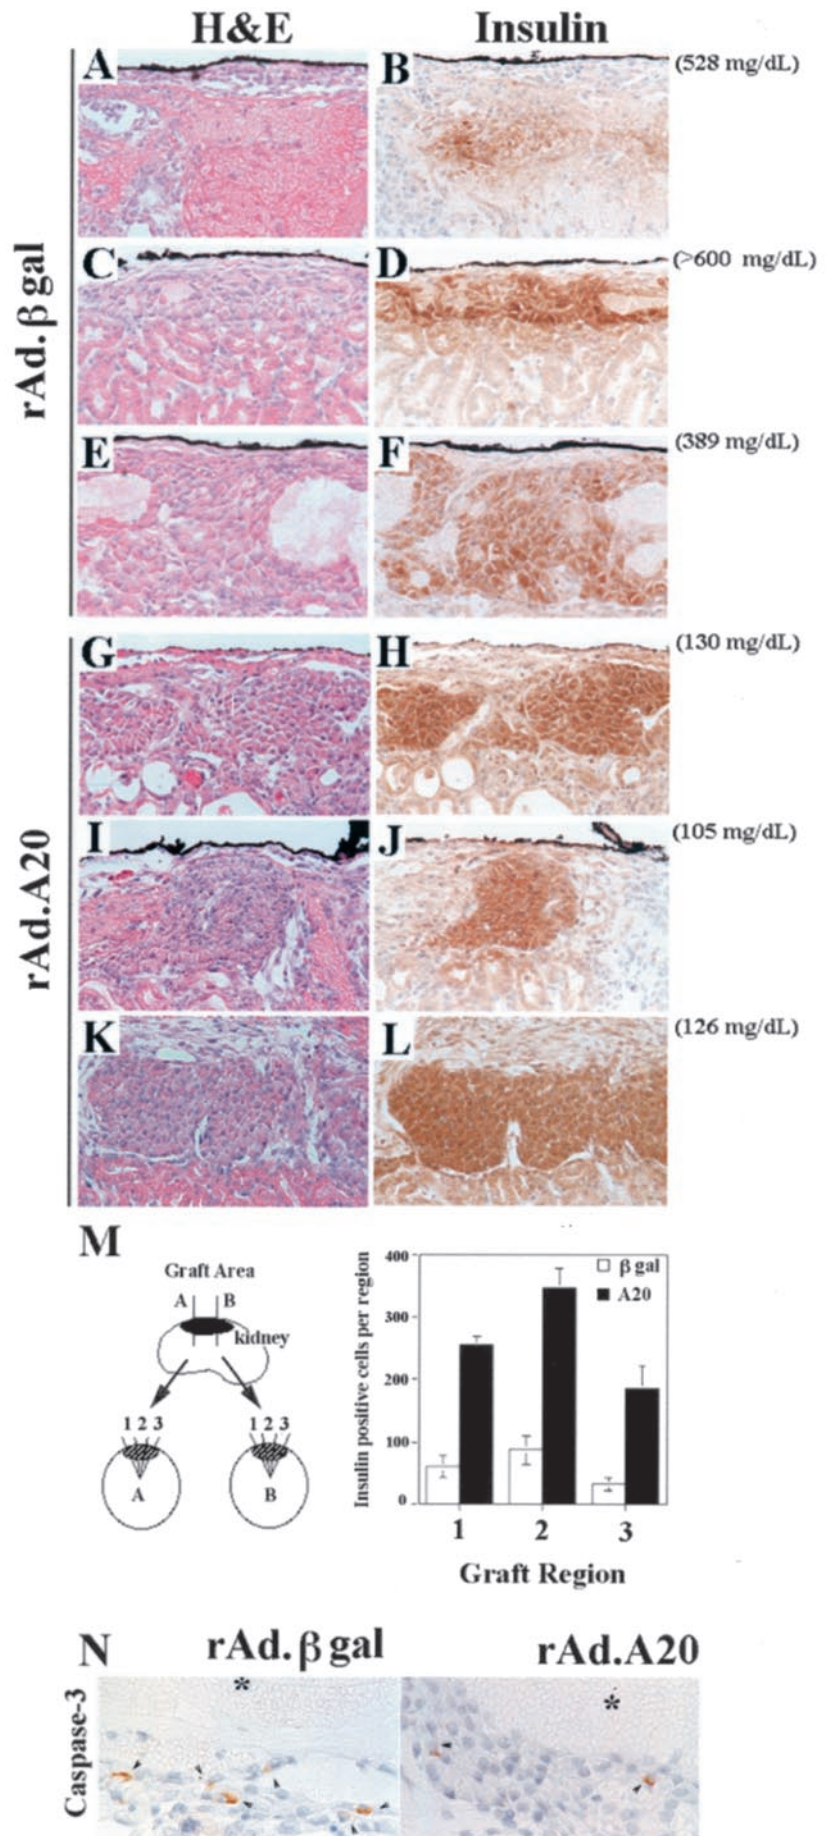 H&E Insulin
A B (528 mg/dL)
rAd. β gal
C D (>600 mg/dL)
E F (389 mg/dL)
G H (130 mg/dL)
rAd.A20
I J (105 mg/dL)
K L (126 mg/dL)
M
Graft Area
A B
kidney
1 2 3 1 2 3
A B
Insulin positive cells per region
400
300
200
100
0
β gal
A20
1 2 3
Graft Region
N rAd. β gal rAd.A20
Caspase-3
* *